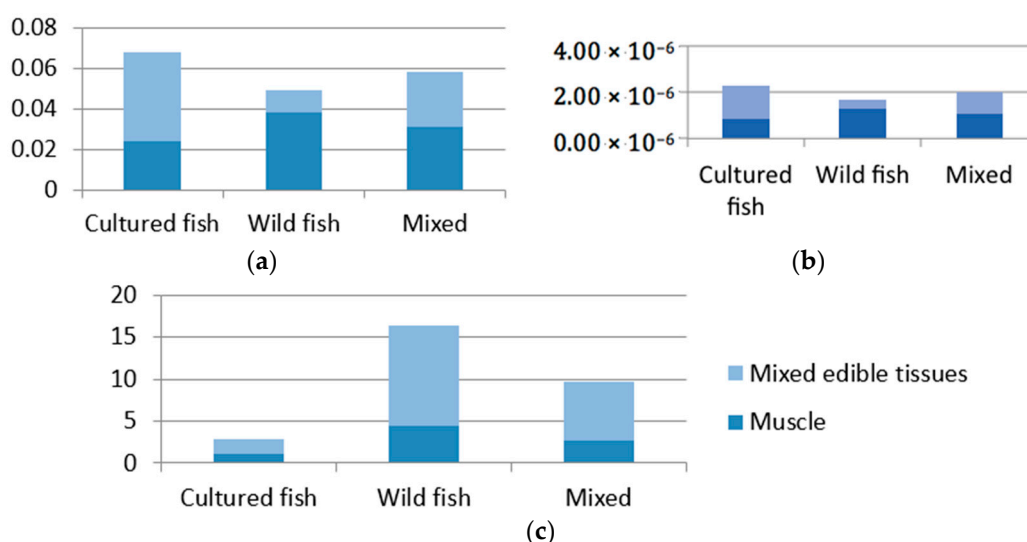 0.08
0.06
0.04
0.02
0
Cultured fish Wild fish Mixed
(a)
4.00 × 10⁻⁶
2.00 × 10⁻⁶
0.00 × 10⁻⁶
Cultured Wild fish Mixed
fish
(b)
20
15
10
5
0
Cultured fish Wild fish Mixed
(c)
Mixed edible tissues
Muscle